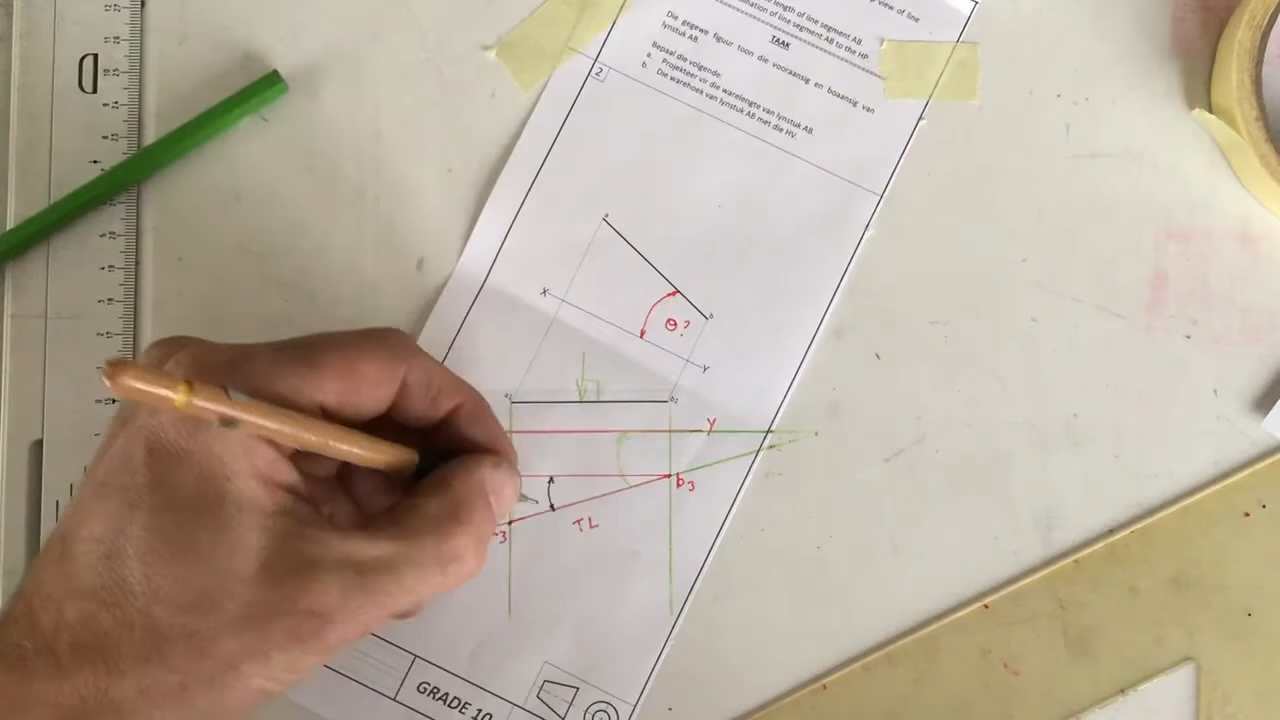 view of line
length of line segment AB.
ination of line segment AB to the HP
TAAK
Die gegewe figuur toon die vooraansig en boaansig van
lynstuk AB.
Bepaal die volgende:
a. Projekteer vir die warelengte van lynstuk AB.
b. Die warehoek van lynstuk AB met die HV.
2.
a
X
b
θ?
Y
b1
Y
b3
TL
GRADE 10